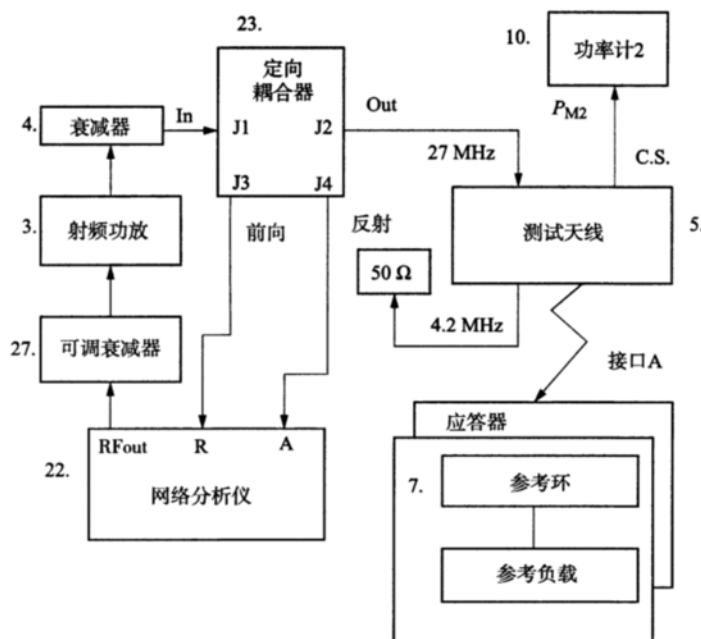 23.
定向
耦合器
J1 J2
J3 J4
10.
功率计2
P_M2
C.S.
4.
衰减器
In
Out
27 MHz
3.
射频功放
前向
反射
50 Ω
测试天线
5.
4.2 MHz
27.
可调衰减器
接口A
22.
RFout R A
网络分析仪
应答器
7.
参考环
参考负载